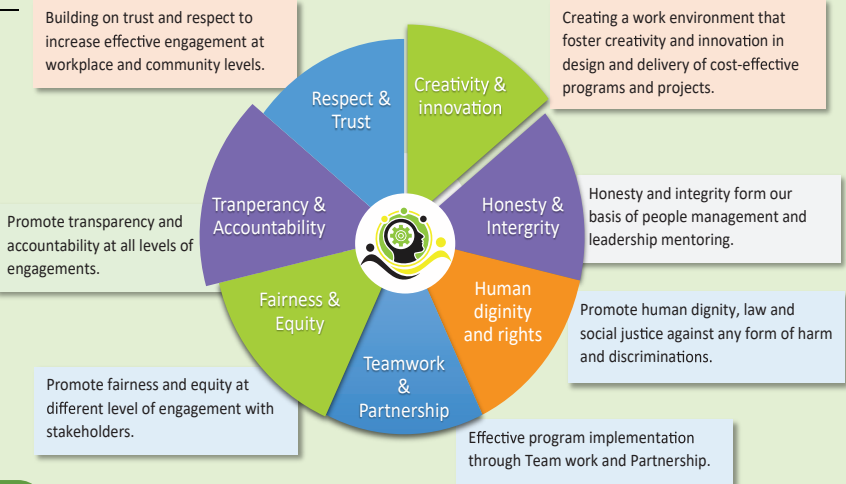 Building on trust and respect to
increase effective engagement at
workplace and community levels.
Creating a work environment that
foster creativity and innovation in
design and delivery of cost-effective
programs and projects.
Respect &
Trust
Creativity &
innovation
Tranperancy &
Accountability
Honesty &
Intergrity
Promote transparency and
accountability at all levels of
engagements.
Honesty and integrity form our
basis of people management and
leadership mentoring.
Fairness &
Equity
Human
diginity
and rights
Promote human dignity, law and
social justice against any form of harm
and discriminations.
Teamwork
&
Partnership
Promote fairness and equity at
different level of engagement with
stakeholders.
Effective program implementation
through Team work and Partnership.